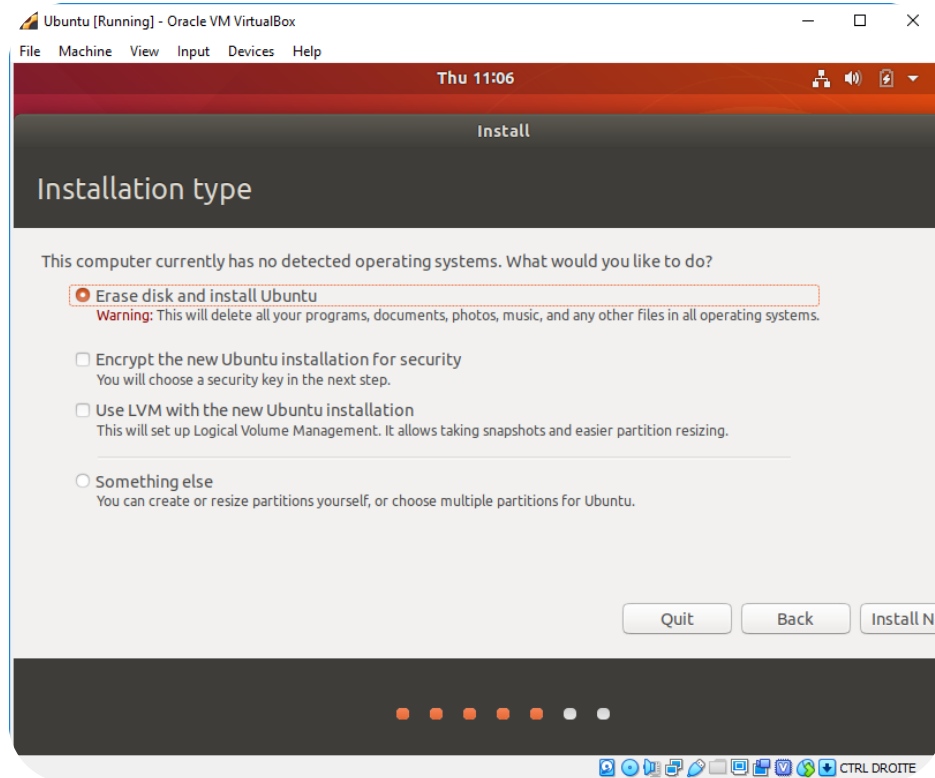 Ubuntu [Running] - Oracle VM VirtualBox
File Machine View Input Devices Help
Thu 11:06
Install
Installation type
This computer currently has no detected operating systems. What would you like to do?
Erase disk and install Ubuntu
Warning: This will delete all your programs, documents, photos, music, and any other files in all operating systems.
Encrypt the new Ubuntu installation for security
You will choose a security key in the next step.
Use LVM with the new Ubuntu installation
This will set up Logical Volume Management. It allows taking snapshots and easier partition resizing.
Something else
You can create or resize partitions yourself, or choose multiple partitions for Ubuntu.
Quit Back Install N
CTRL DROITE